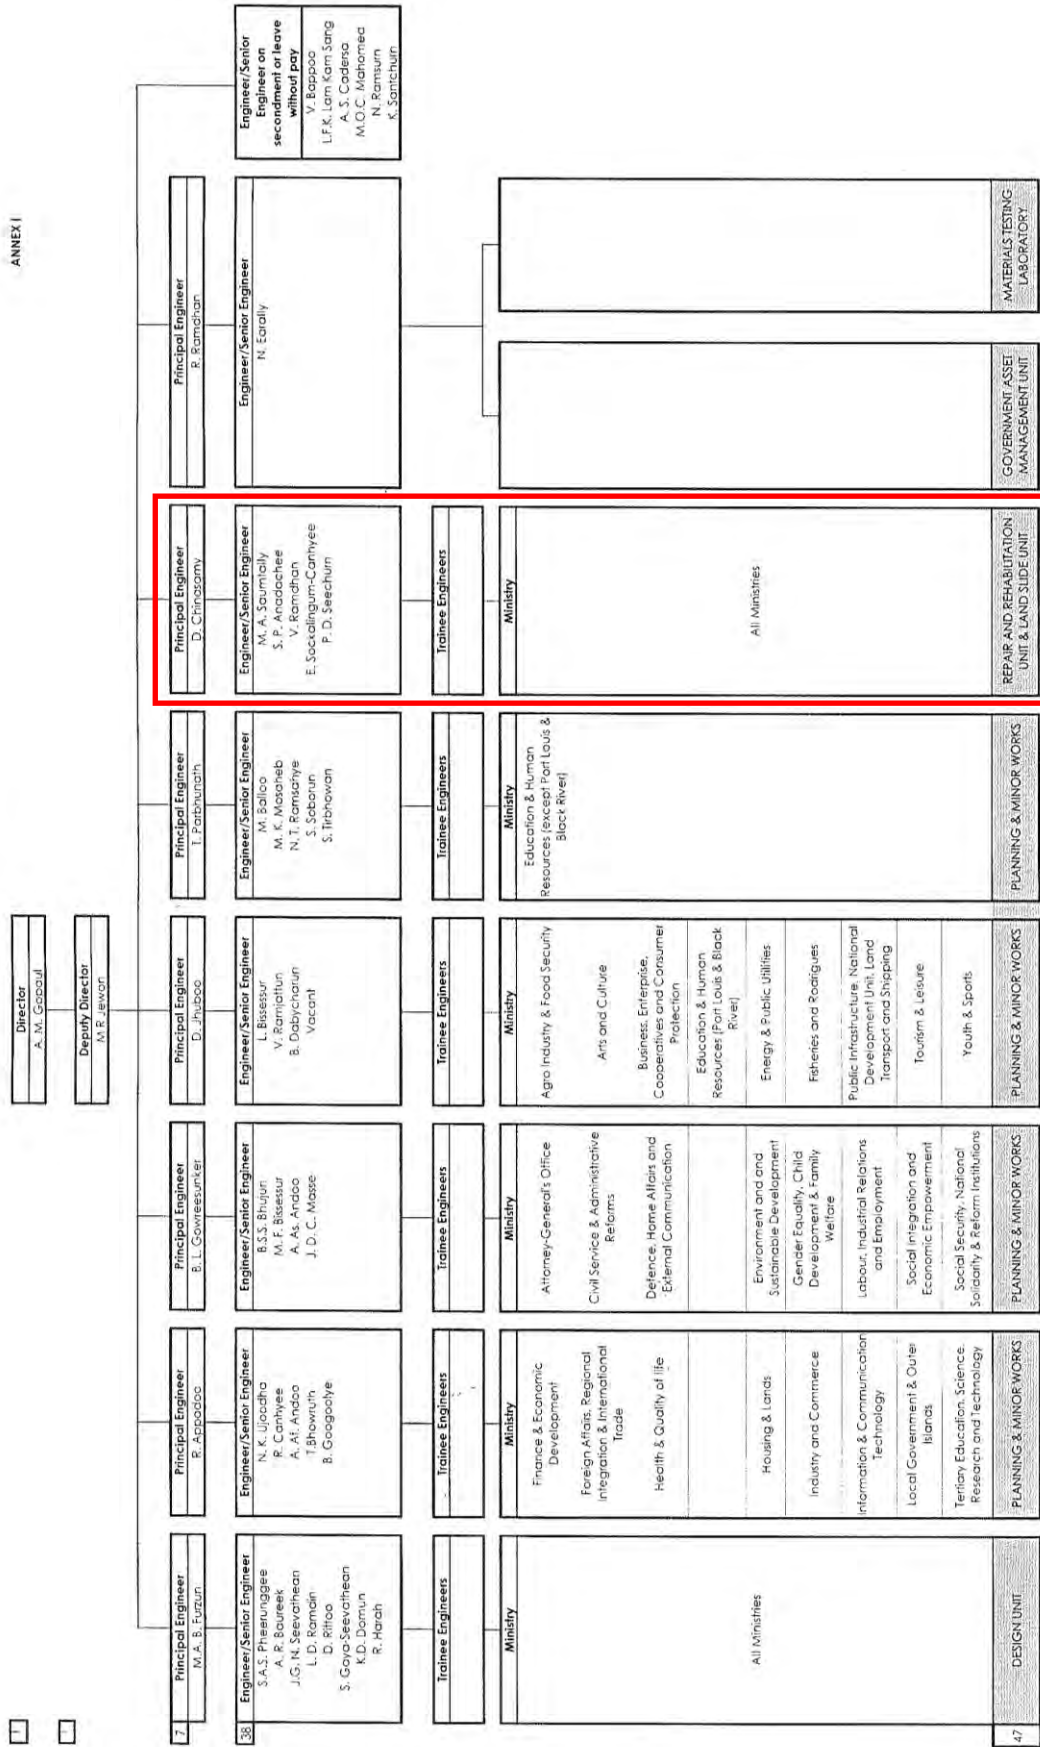 ANNEX I
1
Director
A. M. Gopaul
1
Deputy Director
M R Jewon
7
Principal Engineer
M.A. B. Furzun
Principal Engineer
R. Appadoo
Principal Engineer
B. L. Gowreesunker
Principal Engineer
D. Jhuboo
Principal Engineer
T. Parbhunath
Principal Engineer
D. Chinasamy
Principal Engineer
R. Ramdhan
38
Engineer/Senior Engineer
S.A.S. Pheerunggee
A. R. Baureek
J.G. N. Seevathean
L. D. Ramain
D. Rittoo
S. Gaya-Seevathean
K.D. Domun
R. Harah
Engineer/Senior Engineer
N. K. Ujoodha
R. Canhyee
A. Af. Andoo
T.Bhowruth
B. Googoolye
Engineer/Senior Engineer
B.S.S. Bhujun
M. F. Bissessur
A. As. Andoo
J. D. C. Masse
Engineer/Senior Engineer
L. Bissessur
V. Ramjattun
B. Dabycharun
Vacant
Engineer/Senior Engineer
M. Balloo
M. K. Mosaheb
N. T. Ramsahye
S. Soborun
S. Tirbhowan
Engineer/Senior Engineer
M. A. Saumtally
S. P. Anadachee
V. Ramdhan
E. Sockalingum-Canhyee
P. D. Seechurn
Engineer/Senior Engineer
N. Earally
Engineer/Senior
Engineer on
secondment or leave
without pay
V. Bappoo
L.F.K. Lam Kam Sang
A. S. Caderso
M.O.C. Mahomed
N. Ramsurn
K. Santchurn
Trainee Engineers
Trainee Engineers
Trainee Engineers
Trainee Engineers
Trainee Engineers
Trainee Engineers
Ministry
All Ministries
Ministry
Finance & Economic
Development
Foreign Affairs, Regional
Integration & International
Trade
Health & Quality of life
Housing & Lands
Industry and Commerce
Information & Communication
Technology
Local Government & Outer
Islands
Tertiary Education, Science,
Research and Technology
Ministry
Attorney-General's Office
Civil Service & Administrative
Reforms
Defence, Home Affairs and
External Communication
Environment and and
Sustainable Development
Gender Equality, Child
Development & Family
Welfare
Labour, Industrial Relations
and Employment
Social Integration and
Economic Empowerment
Social Security, National
Solidarity & Reform Institutions
Ministry
Agro Industry & Food Security
Arts and Culture
Business, Enterprise,
Cooperatives and Consumer
Protection
Education & Human
Resources (Port Louis & Black
River)
Energy & Public Utilities
Fisheries and Rodrigues
Public Infrastructure, National
Development Unit, Land
Transport and Shipping
Tourism & Leisure
Youth & Sports
Ministry
Education & Human
Resources (except Port Louis &
Black River)
Ministry
All Ministries
47
DESIGN UNIT
PLANNING & MINOR WORKS
PLANNING & MINOR WORKS
PLANNING & MINOR WORKS
PLANNING & MINOR WORKS
REPAIR AND REHABILITATION
UNIT & LAND SLIDE UNIT
GOVERNMENT ASSET
MANAGEMENT UNIT
MATERIALS TESTING
LABORATORY